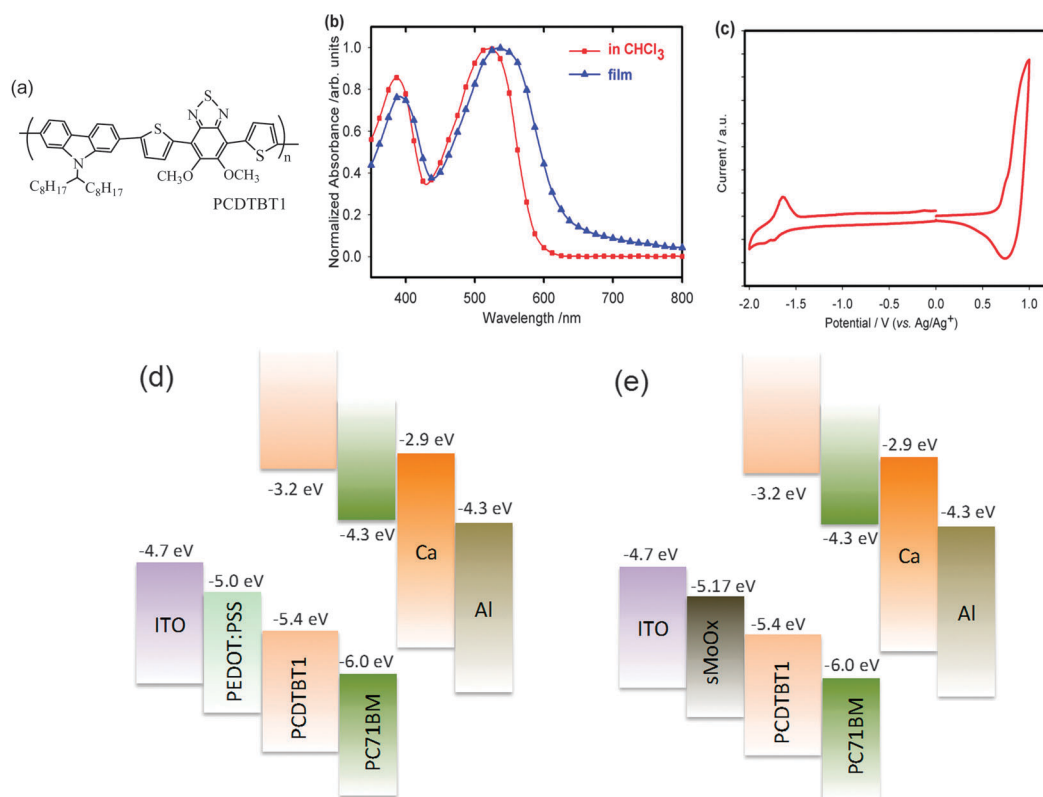 (a)
S
N
N
S
S
N
n
CH3O
OCH3
C8H17
C8H17
PCDTBT1
(b)
in CHCl3
film
Normalized Absorbance /arb. units
1.0
0.8
0.6
0.4
0.2
0.0
400
500
600
700
800
Wavelength /nm
(c)
Current / a.u.
-2.0
-1.5
-1.0
-0.5
0.0
0.5
1.0
Potential / V (vs. Ag/Ag+)
(d)
-2.9 eV
-3.2 eV
-4.3 eV
-4.3 eV
-4.7 eV
-5.0 eV
-5.4 eV
-6.0 eV
ITO
PEDOT:PSS
PCDTBT1
PC71BM
Ca
Al
(e)
-2.9 eV
-3.2 eV
-4.3 eV
-4.3 eV
-4.7 eV
-5.17 eV
-5.4 eV
-6.0 eV
ITO
sMoOx
PCDTBT1
PC71BM
Ca
Al